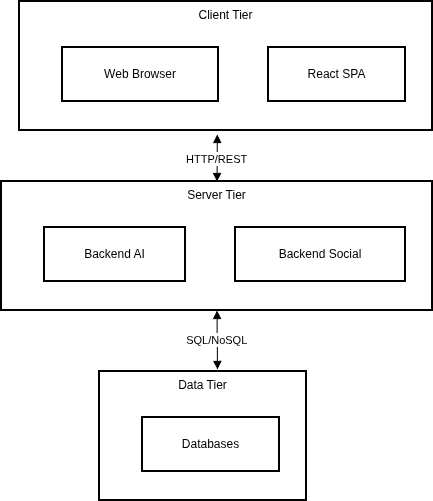 Client Tier
Web Browser
React SPA
HTTP/REST
Server Tier
Backend AI
Backend Social
SQL/NoSQL
Data Tier
Databases